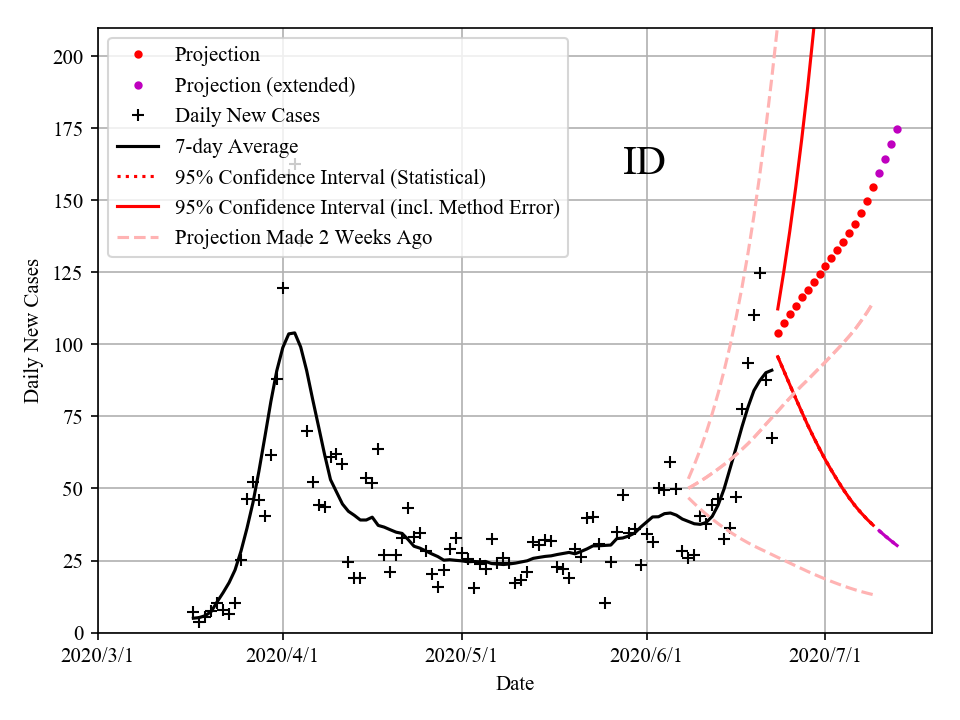 200
175
150
125
100
75
50
25
0
Daily New Cases
Projection
Projection (extended)
Daily New Cases
7-day Average
95% Confidence Interval (Statistical)
95% Confidence Interval (incl. Method Error)
Projection Made 2 Weeks Ago
ID
2020/3/1 2020/4/1 2020/5/1 2020/6/1 2020/7/1
Date